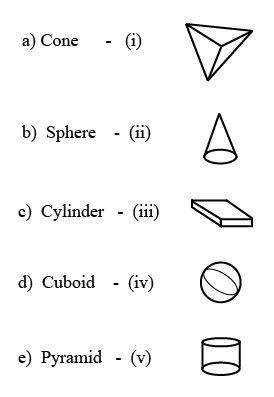 a) Cone - (i)
b) Sphere - (ii)
c) Cylinder - (iii)
d) Cuboid - (iv)
e) Pyramid - (v)